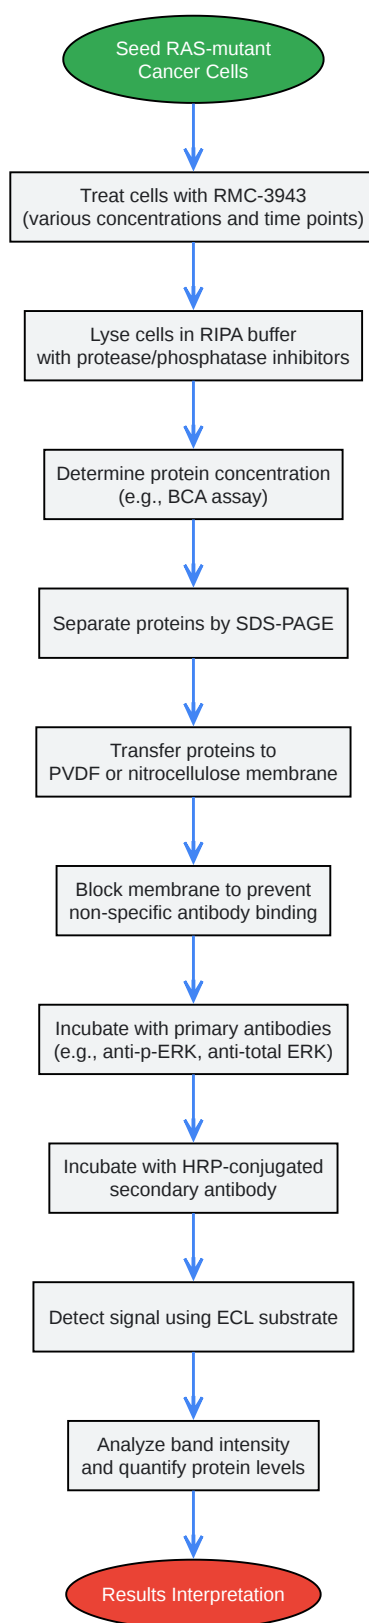 Seed RAS-mutant
Cancer Cells
Treat cells with RMC-3943
(various concentrations and time points)
Lyse cells in RIPA buffer
with protease/phosphatase inhibitors
Determine protein concentration
(e.g., BCA assay)
Separate proteins by SDS-PAGE
Transfer proteins to
PVDF or nitrocellulose membrane
Block membrane to prevent
non-specific antibody binding
Incubate with primary antibodies
(e.g., anti-p-ERK, anti-total ERK)
Incubate with HRP-conjugated
secondary antibody
Detect signal using ECL substrate
Analyze band intensity
and quantify protein levels
Results Interpretation